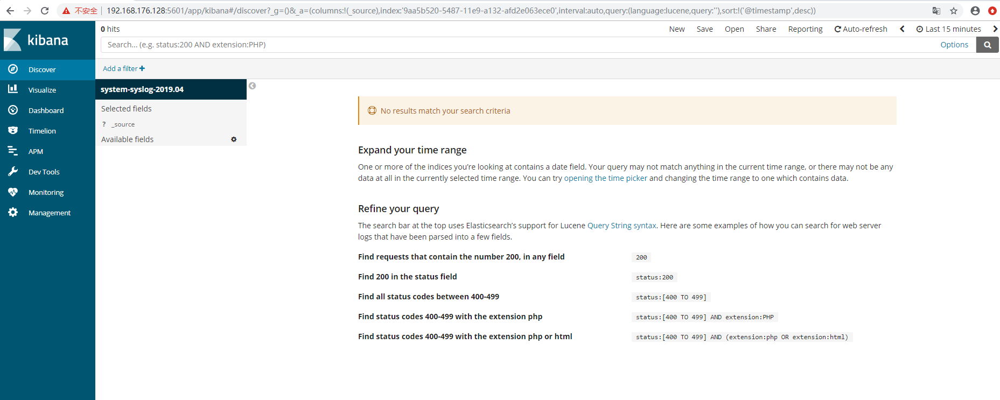 不安全 192.168.176.128:5601/app/kibana#/discover?_g=()&_a=(columns:!(_source),index:'9aa5b520-5487-11e9-a132-afd2e063ece0',interval:auto,query:(language:lucene,query:''),sort:!('@timestamp',desc))
kibana
0 hits
New Save Open Share Reporting Auto-refresh Last 15 minutes
Search... (e.g. status:200 AND extension:PHP)
Options
Add a filter
Discover
Visualize
Dashboard
Timelion
APM
Dev Tools
Monitoring
Management
system-syslog-2019.04
Selected fields
? _source
Available fields
No results match your search criteria
Expand your time range
One or more of the indices you’re looking at contains a date field. Your query may not match anything in the current time range, or there may not be any
data at all in the currently selected time range. You can try opening the time picker and changing the time range to one which contains data.
Refine your query
The search bar at the top uses Elasticsearch’s support for Lucene Query String syntax. Here are some examples of how you can search for web server
logs that have been parsed into a few fields.
Find requests that contain the number 200, in any field 200
Find 200 in the status field status:200
Find all status codes between 400-499 status:[400 TO 499]
Find status codes 400-499 with the extension php status:[400 TO 499] AND extension:PHP
Find status codes 400-499 with the extension php or html status:[400 TO 499] AND (extension:php OR extension:html)